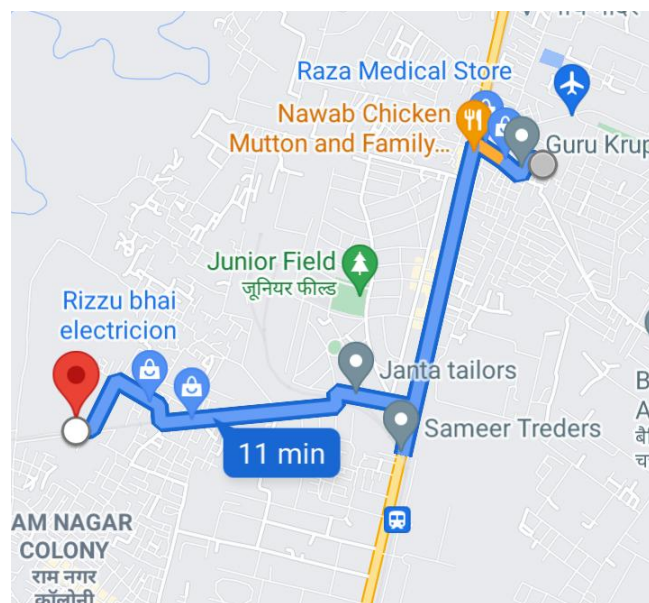 Raza Medical Store
Nawab Chicken
Mutton and Family...
Guru Krup
Junior Field
जूनियर फील्ड
Rizzu bhai
electricion
Janta tailors
Sameer Treders
11 min
B
A
AM NAGAR
COLONY
राम नगर
कॉलोनी